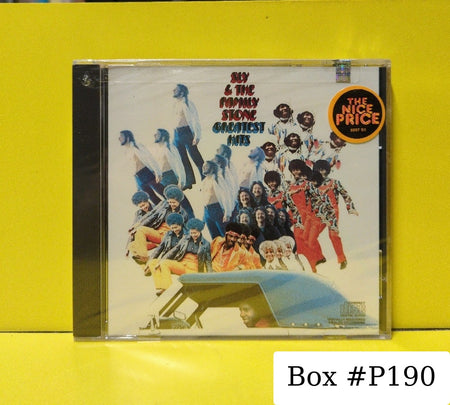 SLY
& THE
FAMILY
STONE
GREATEST
HITS
THE
NICE
PRICE
Box #P190